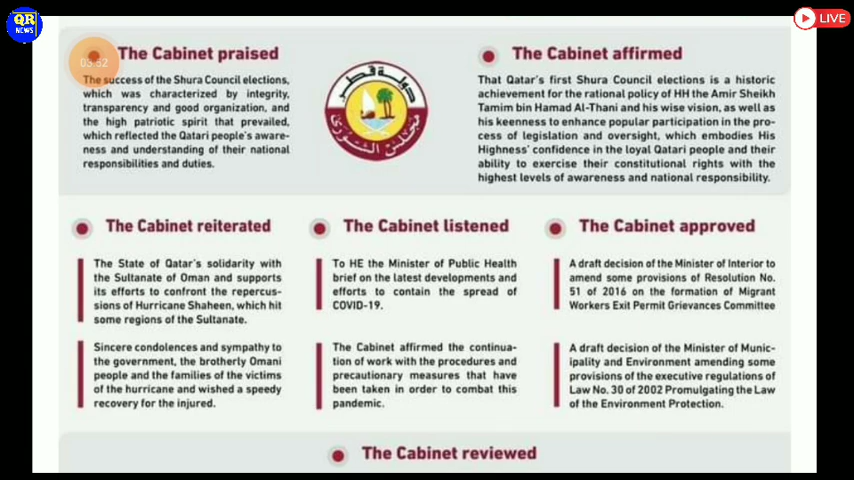 QR
NEWS
LIVE
The Cabinet praised
The success of the Shura Council elections,
which was characterized by integrity,
transparency and good organization, and
the high patriotic spirit that prevailed,
which reflected the Qatari people's aware-
ness and understanding of their national
responsibilities and duties.
دولة قطر
مجلس الشورى
The Cabinet affirmed
That Qatar's first Shura Council elections is a historic
achievement for the rational policy of HH the Amir Sheikh
Tamim bin Hamad Al-Thani and his wise vision, as well as
his keenness to enhance popular participation in the pro-
cess of legislation and oversight, which embodies His
Highness' confidence in the loyal Qatari people and their
ability to exercise their constitutional rights with the
highest levels of awareness and national responsibility.
The Cabinet reiterated
The State of Qatar's solidarity with
the Sultanate of Oman and supports
its efforts to confront the repercus-
sions of Hurricane Shaheen, which hit
some regions of the Sultanate.
Sincere condolences and sympathy to
the government, the brotherly Omani
people and the families of the victims
of the hurricane and wished a speedy
recovery for the injured.
The Cabinet listened
To HE the Minister of Public Health
brief on the latest developments and
efforts to contain the spread of
COVID-19.
The Cabinet affirmed the continua-
tion of work with the procedures and
precautionary measures that have
been taken in order to combat this
pandemic.
The Cabinet approved
A draft decision of the Minister of Interior to
amend some provisions of Resolution No.
51 of 2016 on the formation of Migrant
Workers Exit Permit Grievances Committee
A draft decision of the Minister of Munic-
ipality and Environment amending some
provisions of the executive regulations of
Law No. 30 of 2002 Promulgating the Law
of the Environment Protection.
The Cabinet reviewed